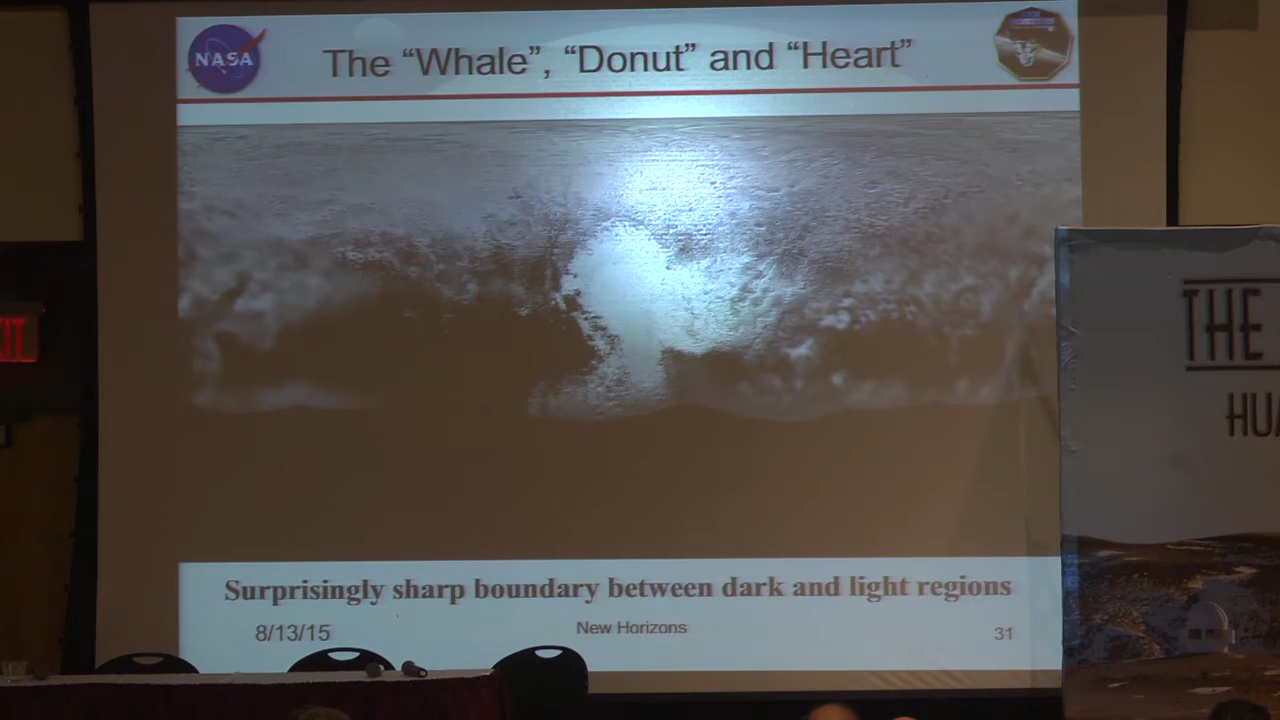 NASA
The “Whale”, “Donut” and “Heart”
Surprisingly sharp boundary between dark and light regions
8/13/15
New Horizons
31
THE